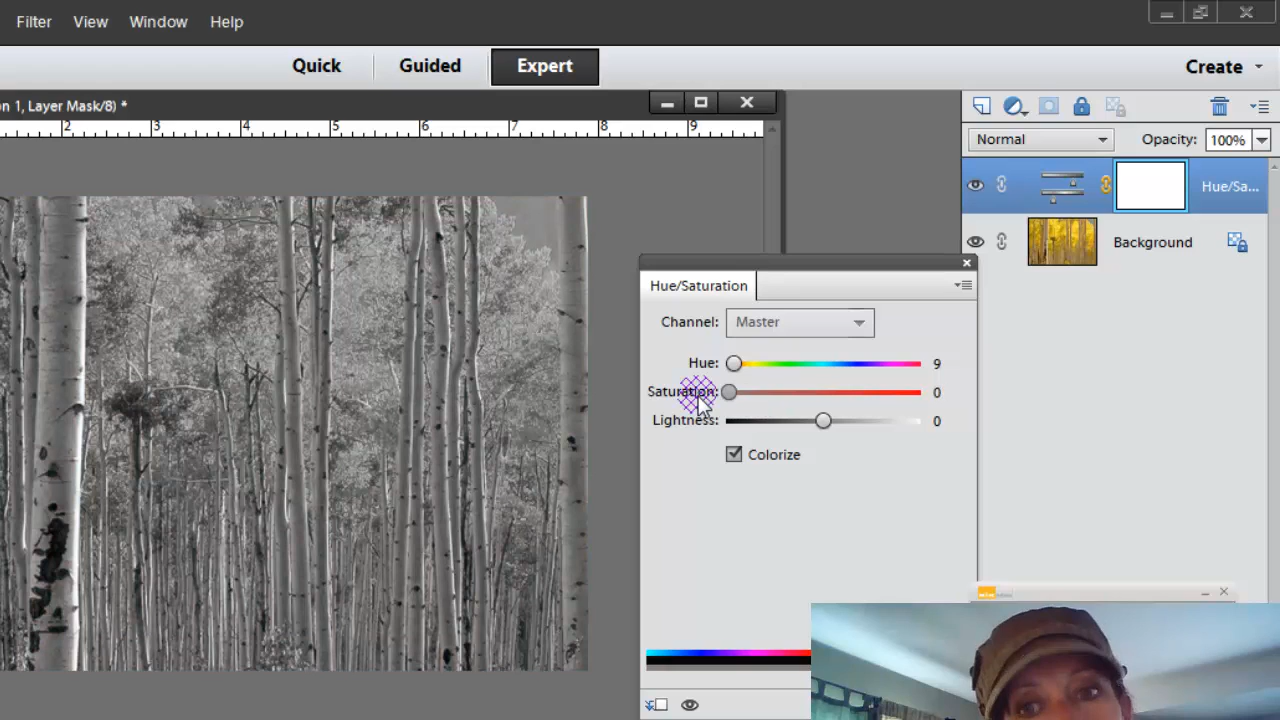 Filter View Window Help
Quick Guided Expert Create
n 1, Layer Mask/8) *
2 3 4 5 6 7 8 9
Normal Opacity: 100%
Hue/Sa...
Background
Hue/Saturation
Channel: Master
Hue: 9
Saturation: 0
Lightness: 0
Colorize